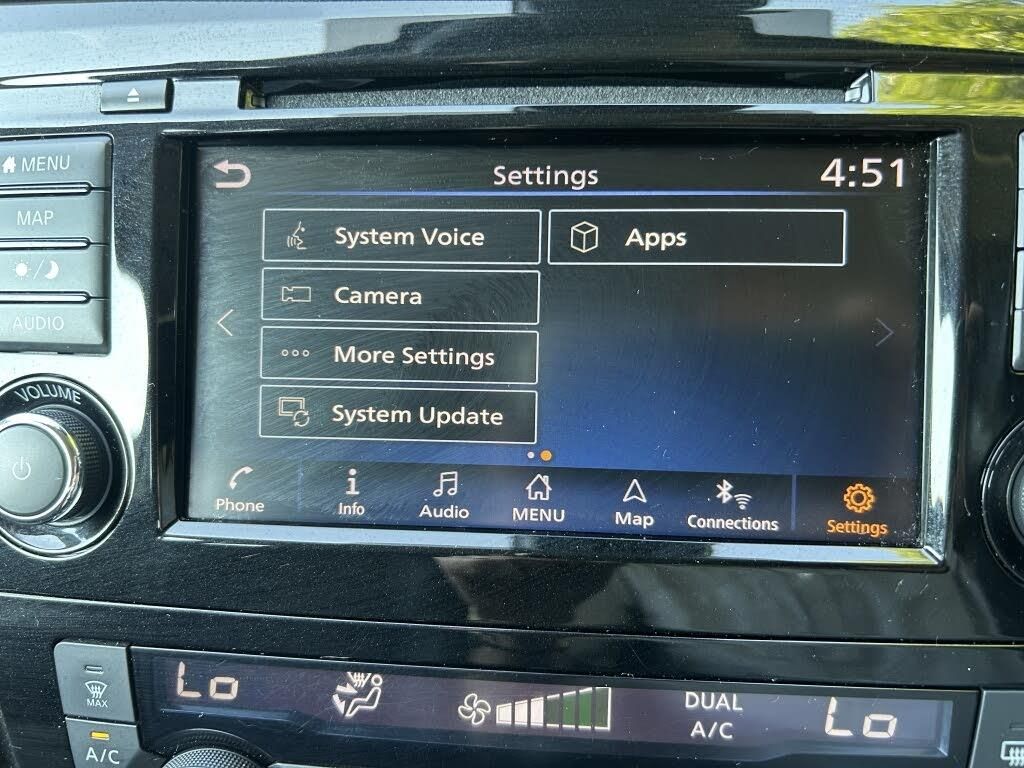 MENU
MAP
AUDIO
VOLUME
Settings
4:51
System Voice
Apps
Camera
More Settings
System Update
Phone
Info
Audio
MENU
Map
Connections
Settings
MAX
A/C
Lo
DUAL
A/C
Lo